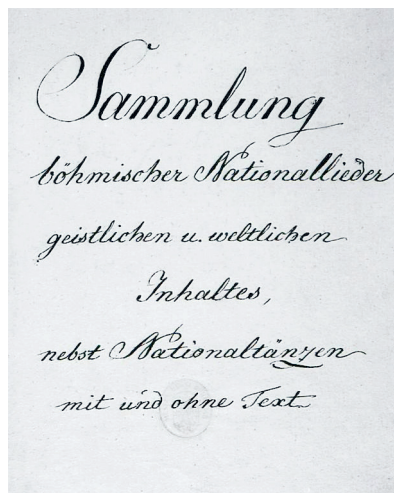 Sammlung
böhmischer Nationallieder
geistlichen u. weltlichen
Inhaltes,
nebst Nationaltänzen
mit und ohne Text.